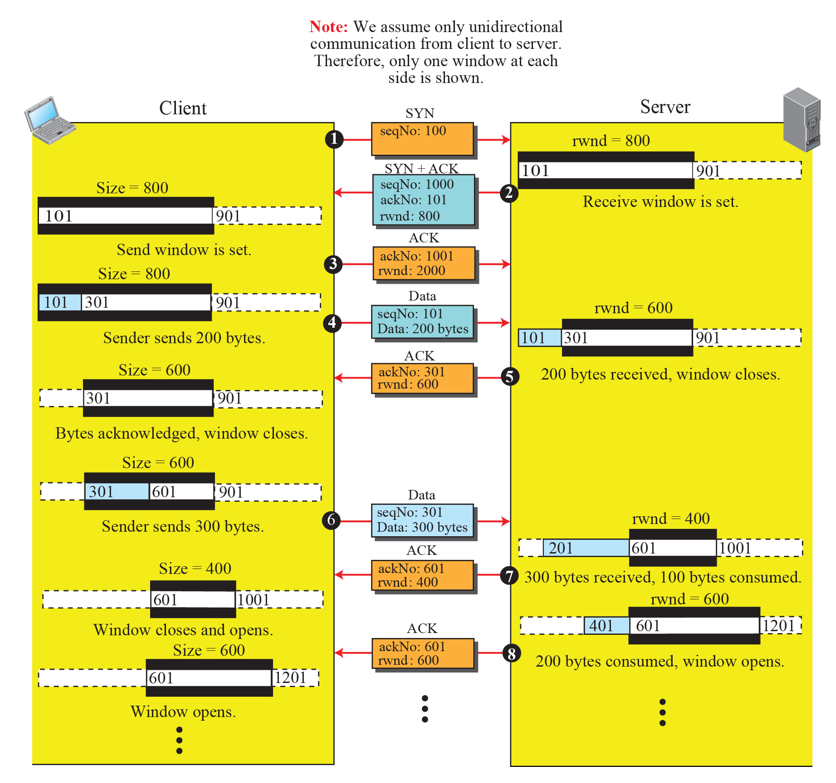 Note: We assume only unidirectional
communication from client to server.
Therefore, only one window at each
side is shown.
Client
Server
SYN
1
seqNo: 100
rwnd = 800
101
901
SYN + ACK
seqNo: 1000
ackNo: 101
rwnd: 800
2
Receive window is set.
Size = 800
101
901
Send window is set.
ACK
3
ackNo: 1001
rwnd: 2000
Size = 800
101
301
901
Sender sends 200 bytes.
Data
4
seqNo: 101
Data: 200 bytes
rwnd = 600
101
301
901
ACK
ackNo: 301
rwnd: 600
5
200 bytes received, window closes.
Size = 600
301
901
Bytes acknowledged, window closes.
Size = 600
301
601
901
Sender sends 300 bytes.
Data
6
seqNo: 301
Data: 300 bytes
rwnd = 400
201
601
1001
ACK
ackNo: 601
rwnd: 400
7
300 bytes received, 100 bytes consumed.
Size = 400
601
1001
Window closes and opens.
rwnd = 600
401
601
1201
ACK
ackNo: 601
rwnd: 600
8
200 bytes consumed, window opens.
Size = 600
601
1201
Window opens.